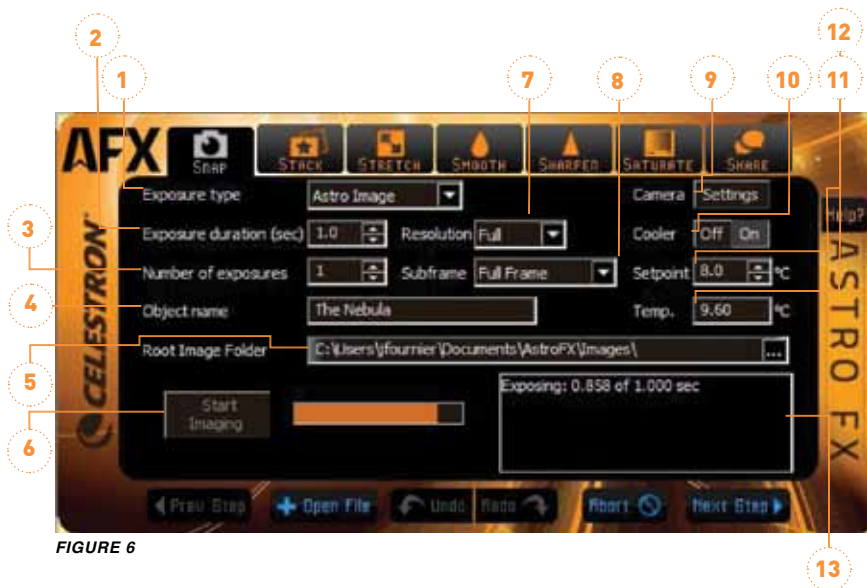 12
2
1 7 8 9 10 11
AFX SNAP STACK STRETCH SMOOTH SHARPEN SATURATE SHARE
Exposure type Astro Image Camera Settings
Help?
Exposure duration (sec) 1.0 Resolution Full Cooler Off On
3 Number of exposures 1 Subframe Full Frame Setpoint 8.0 °C
4 Object name The Nebula Temp. 9.60 °C
5 Root Image Folder C:\Users\jfournier\Documents\AstroFX\Images\ ...
Exposing: 0.858 of 1.000 sec
Start
Imaging
6
CELESTRON
ASTRO FX
Prev Step Open File Undo Redo Abort Next Step
FIGURE 6
13